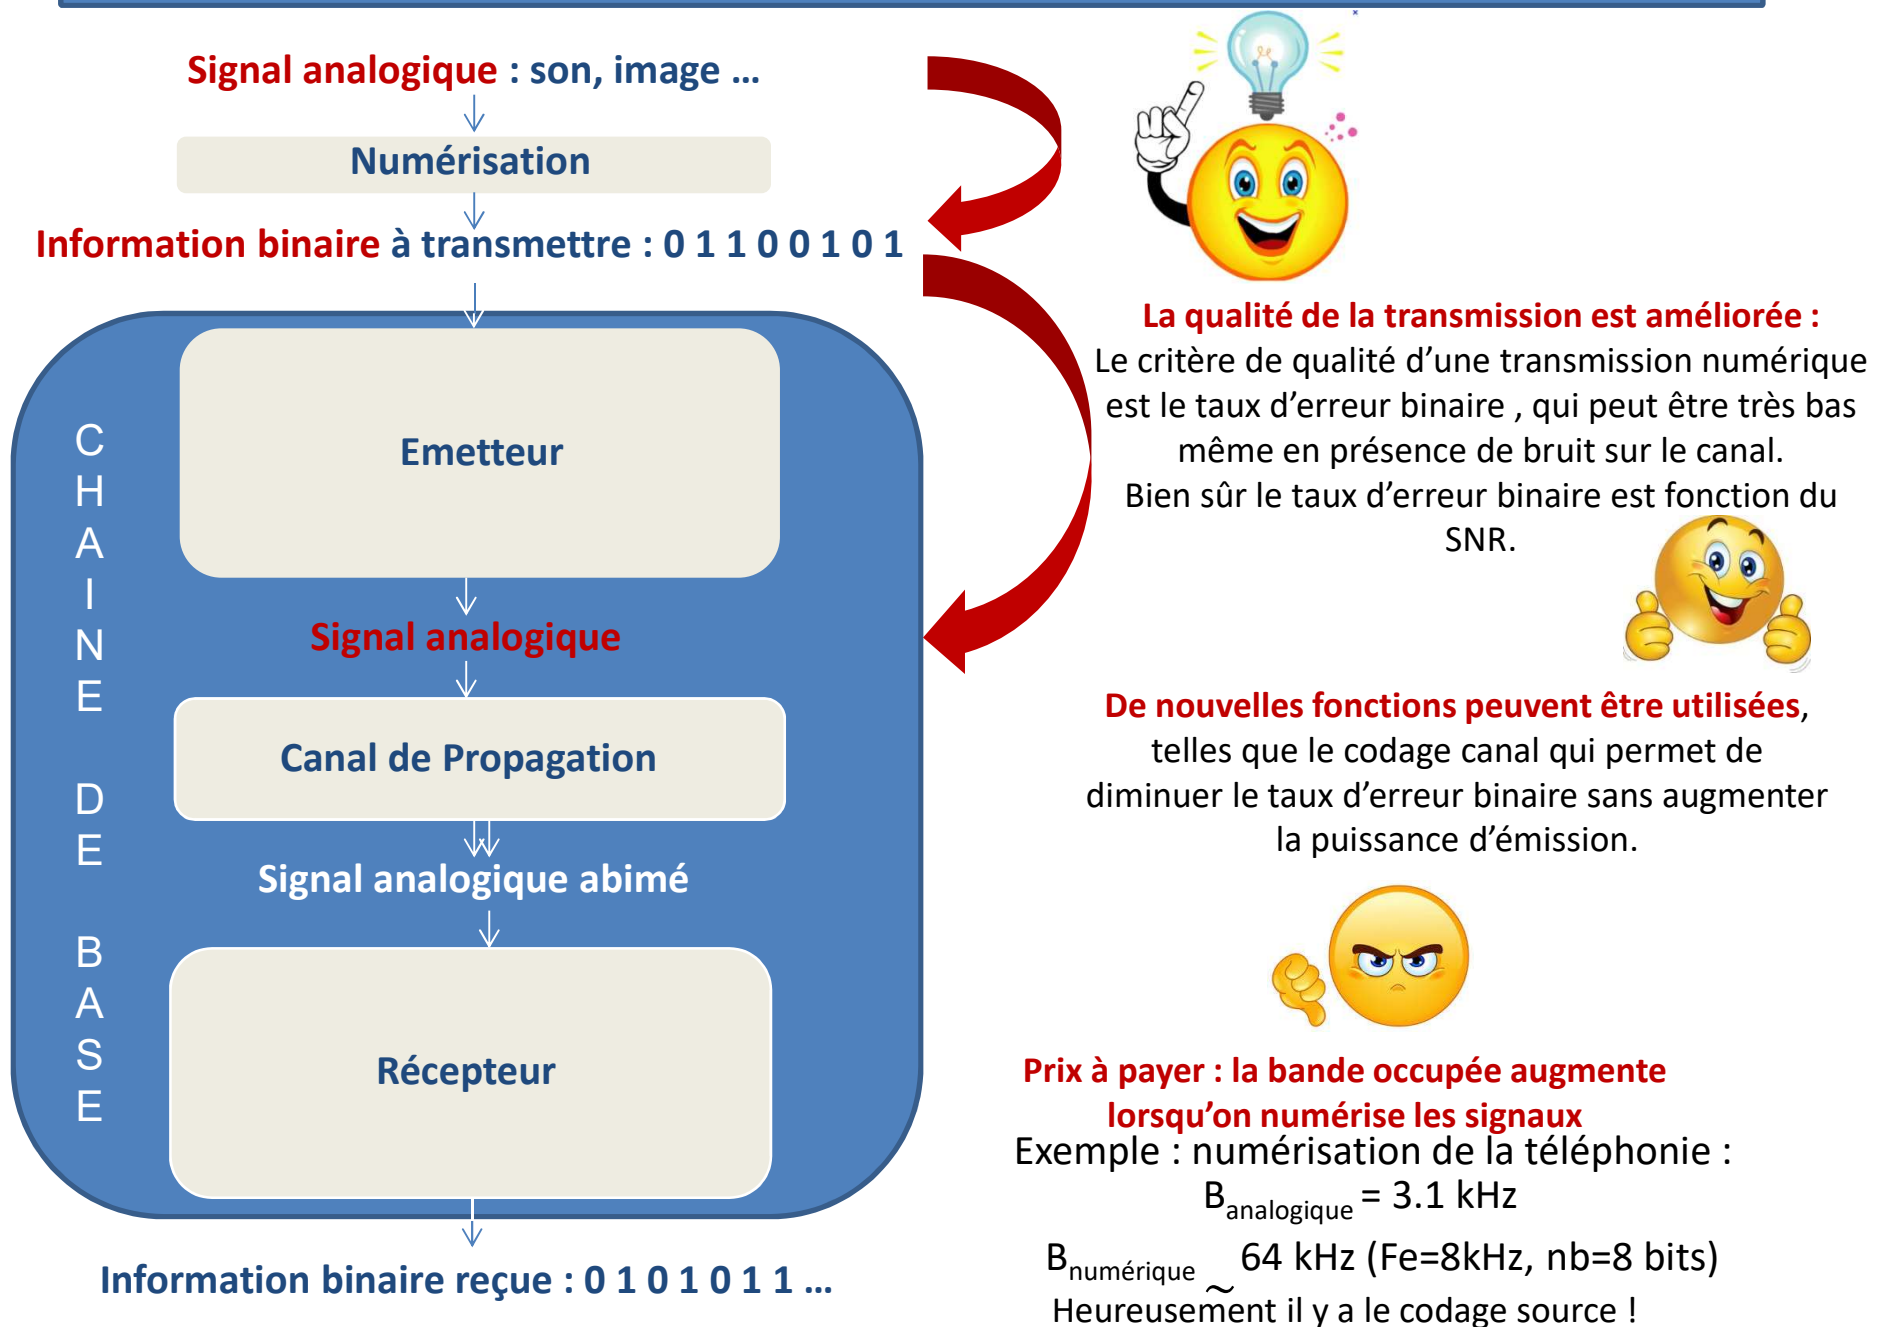 Signal analogique : son, image ...
Numérisation
Information binaire à transmettre : 0 1 1 0 0 1 0 1
CHAINE DE BASE
Emetteur
Signal analogique
Canal de Propagation
Signal analogique abimé
Récepteur
Information binaire reçue : 0 1 0 1 0 1 1 ...
La qualité de la transmission est améliorée :
Le critère de qualité d’une transmission numérique
est le taux d’erreur binaire , qui peut être très bas
même en présence de bruit sur le canal.
Bien sûr le taux d’erreur binaire est fonction du
SNR.
De nouvelles fonctions peuvent être utilisées,
telles que le codage canal qui permet de
diminuer le taux d’erreur binaire sans augmenter
la puissance d’émission.
Prix à payer : la bande occupée augmente
lorsqu’on numérise les signaux
Exemple : numérisation de la téléphonie :
Banalogique = 3.1 kHz
Bnumérique ~ 64 kHz (Fe=8kHz, nb=8 bits)
Heureusement il y a le codage source !